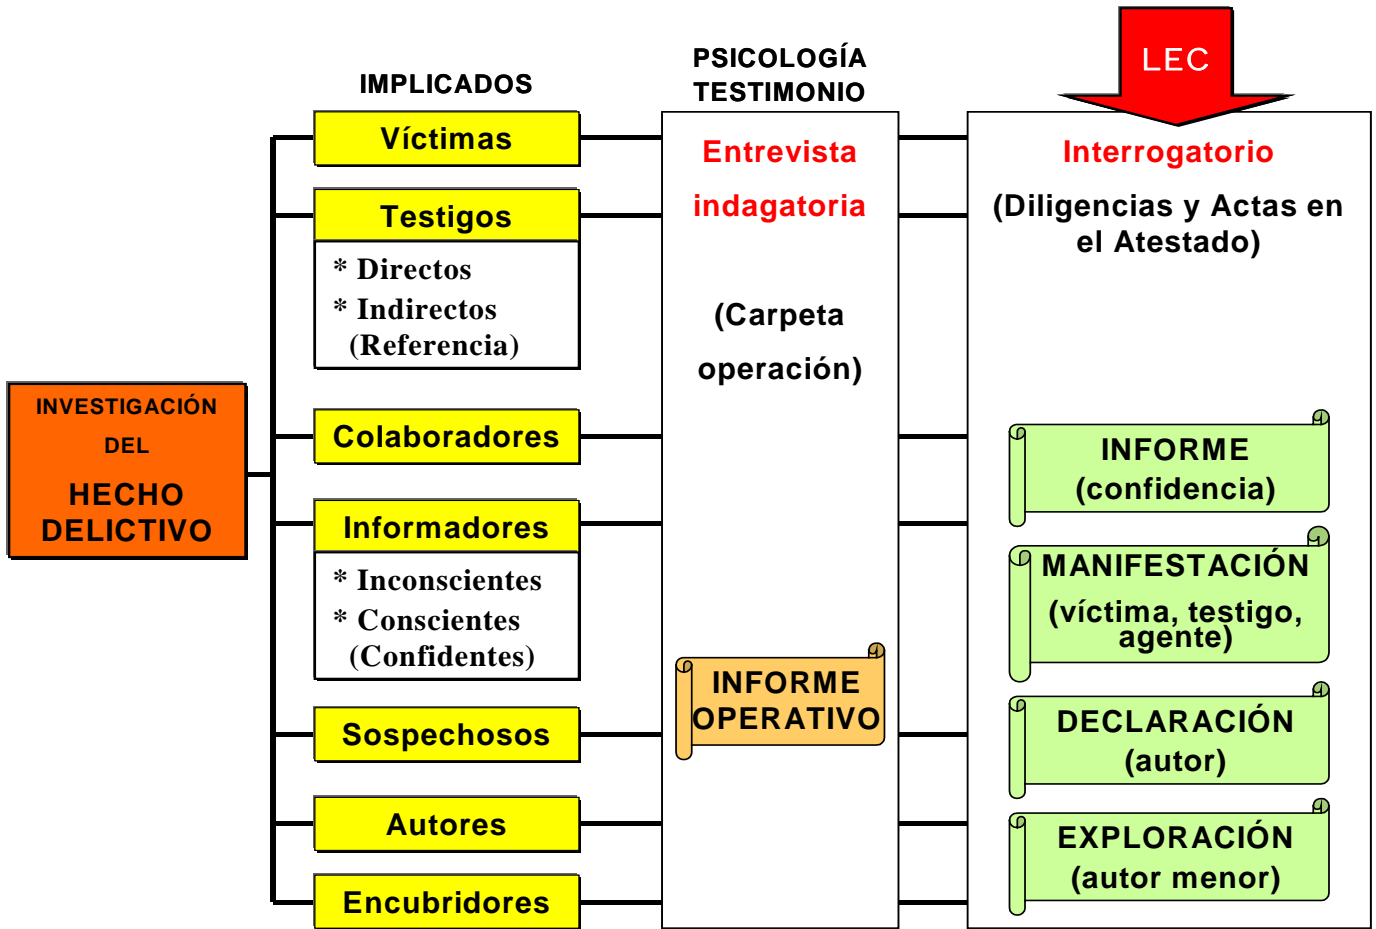 LEC
PSICOLOGÍA
TESTIMONIO
IMPLICADOS
Víctimas
Testigos
* Directos
* Indirectos
(Referencia)
Colaboradores
Informadores
* Inconscientes
* Conscientes
(Confidentes)
Sospechosos
Autores
Encubridores
INVESTIGACIÓN
DEL
HECHO
DELICTIVO
Entrevista
indagatoria
(Carpeta
operación)
INFORME
OPERATIVO
Interrogatorio
(Diligencias y Actas en
el Atestado)
INFORME
(confidencia)
MANIFESTACIÓN
(víctima, testigo,
agente)
DECLARACIÓN
(autor)
EXPLORACIÓN
(autor menor)